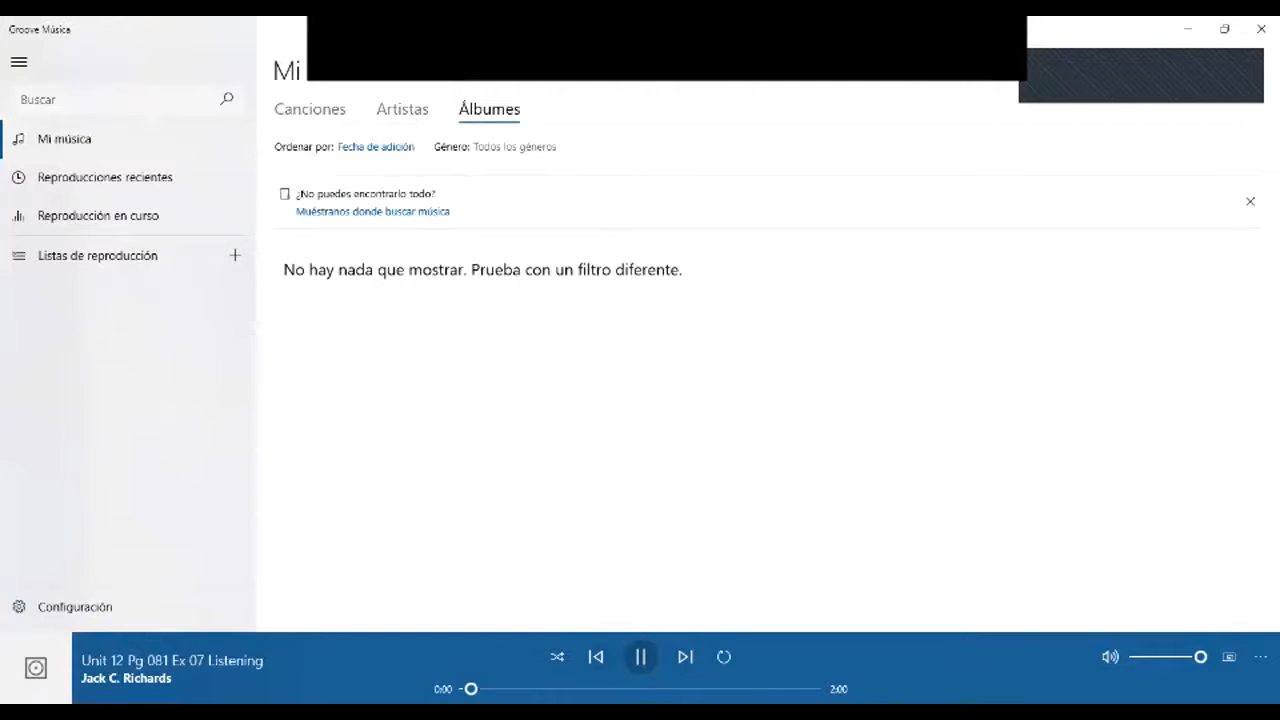 Groove Música
Buscar
Mi música
Reproducciones recientes
Reproducción en curso
Listas de reproducción
Configuración
Mi
Canciones Artistas Álbumes
Ordenar por: Fecha de adición Género: Todos los géneros
¿No puedes encontrarlo todo?
Muéstranos donde buscar música
No hay nada que mostrar. Prueba con un filtro diferente.
Unit 12 Pg 081 Ex 07 Listening
Jack C. Richards
0:00 2:00